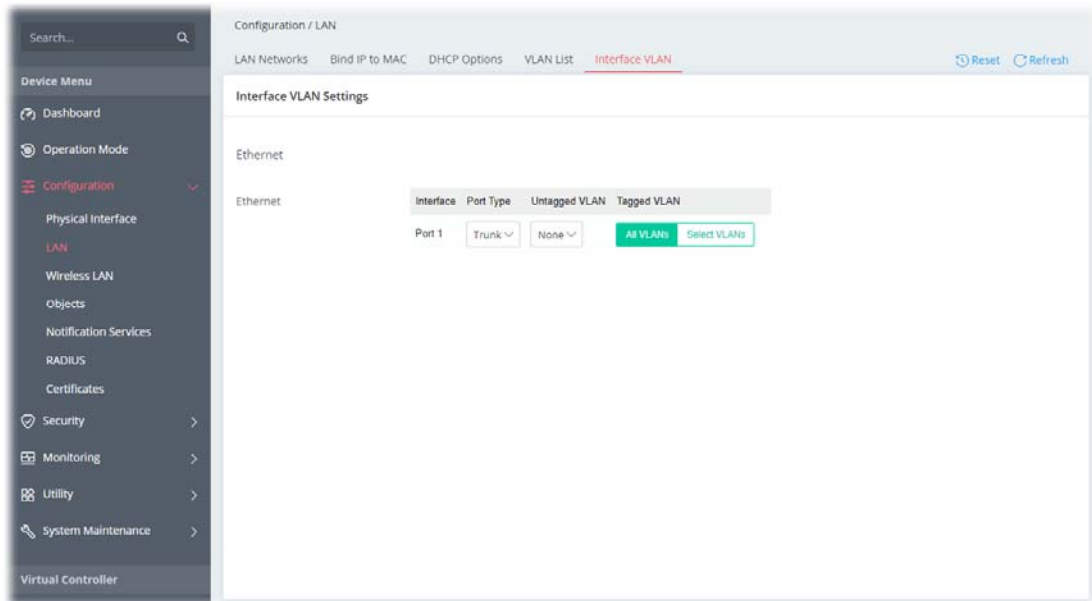 Search...
Device Menu
Dashboard
Operation Mode
Configuration
Physical Interface
LAN
Wireless LAN
Objects
Notification Services
RADIUS
Certificates
Security
Monitoring
Utility
System Maintenance
Virtual Controller
Configuration / LAN
LAN Networks Bind IP to MAC DHCP Options VLAN List Interface VLAN Reset Refresh
Interface VLAN Settings
Ethernet
Ethernet
Interface Port Type Untagged VLAN Tagged VLAN
Port 1 Trunk None All VLANs Select VLANs